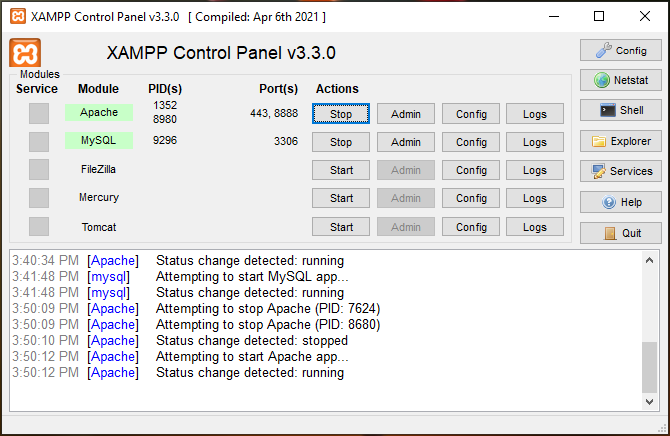 XAMPP Control Panel v3.3.0 [ Compiled: Apr 6th 2021 ]
XAMPP Control Panel v3.3.0
Config
Modules
Service Module PID(s) Port(s) Actions
Netstat
Apache 1352 8980 443, 8888 Stop Admin Config Logs
Shell
MySQL 9296 3306 Stop Admin Config Logs
Explorer
FileZilla Start Admin Config Logs
Services
Mercury Start Admin Config Logs
Help
Tomcat Start Admin Config Logs
Quit
3:40:34 PM [Apache] Status change detected: running
3:41:48 PM [mysql] Attempting to start MySQL app...
3:41:48 PM [mysql] Status change detected: running
3:50:09 PM [Apache] Attempting to stop Apache (PID: 7624)
3:50:09 PM [Apache] Attempting to stop Apache (PID: 8680)
3:50:10 PM [Apache] Status change detected: stopped
3:50:12 PM [Apache] Attempting to start Apache app...
3:50:12 PM [Apache] Status change detected: running